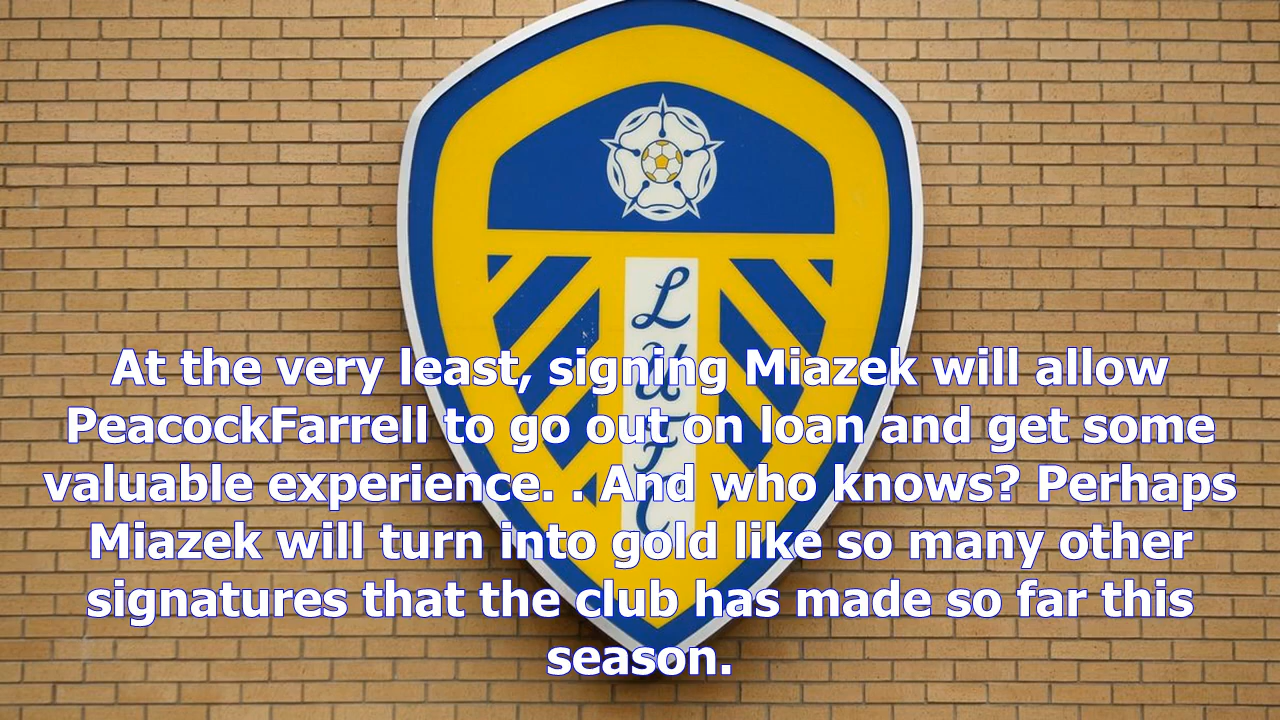 LUFC
At the very least, signing Miazek will allow
PeacockFarrell to go out on loan and get some
valuable experience. . And who knows? Perhaps
Miazek will turn into gold like so many other
signatures that the club has made so far this
season.